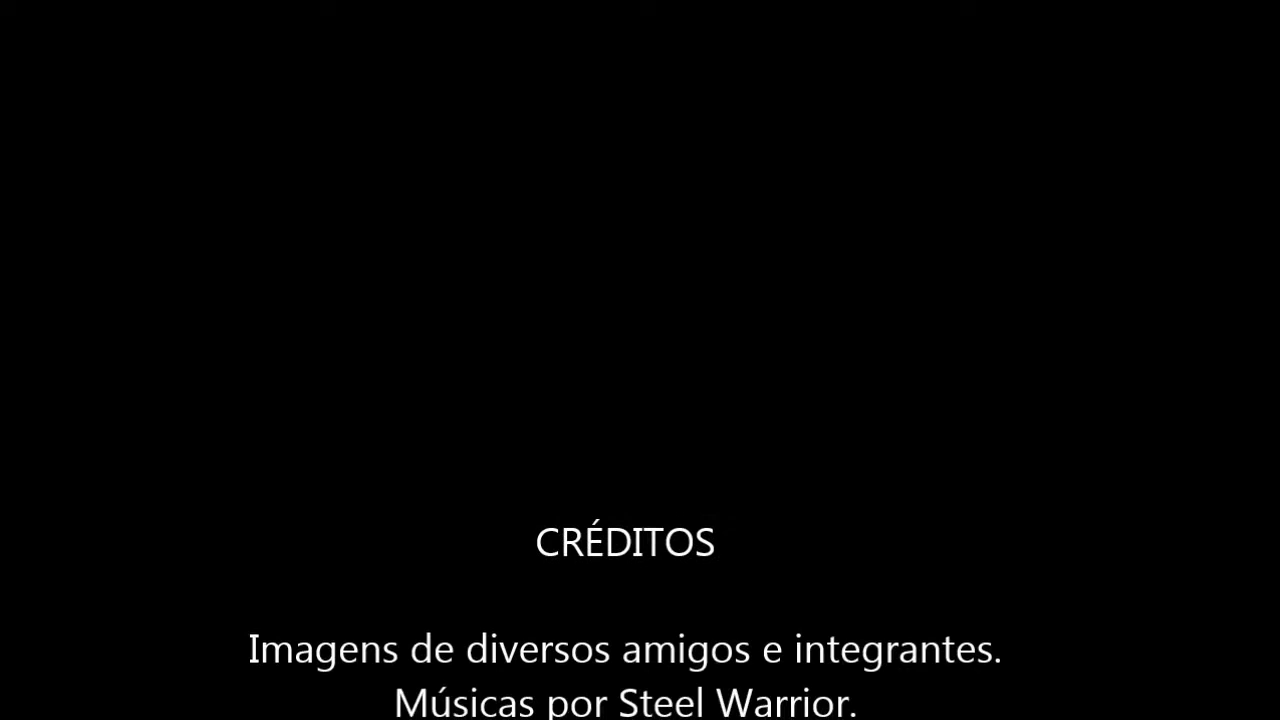 CRÉDITOS
Imagens de diversos amigos e integrantes.
Músicas por Steel Warrior.